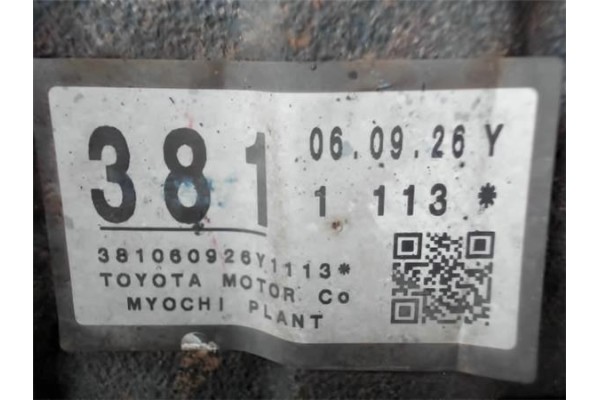 381 06.09.26 Y
1 113*
381060926Y1113*
TOYOTA MOTOR Co
MYOCHI PLANT